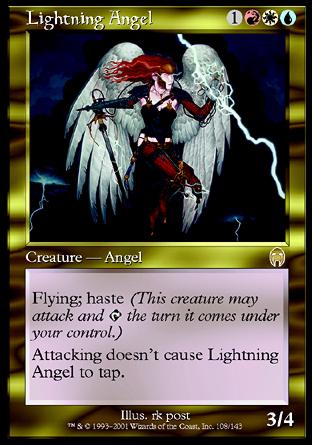 Lightning Angel 1
Creature — Angel
Flying; haste (This creature may
attack and the turn it comes under
your control.)
Attacking doesn't cause Lightning
Angel to tap.
Illus. rk post
™ & © 1993–2001 Wizards of the Coast, Inc. 108/143
3/4